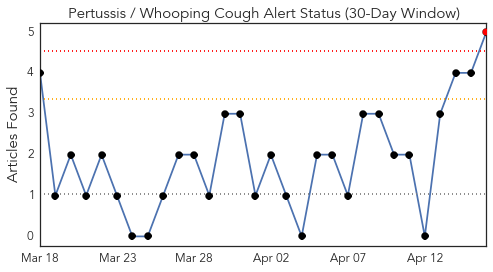 Pertussis / Whooping Cough Alert Status (30-Day Window)
Articles Found
5
4
3
2
1
0
Mar 18 Mar 23 Mar 28 Apr 02 Apr 07 Apr 12